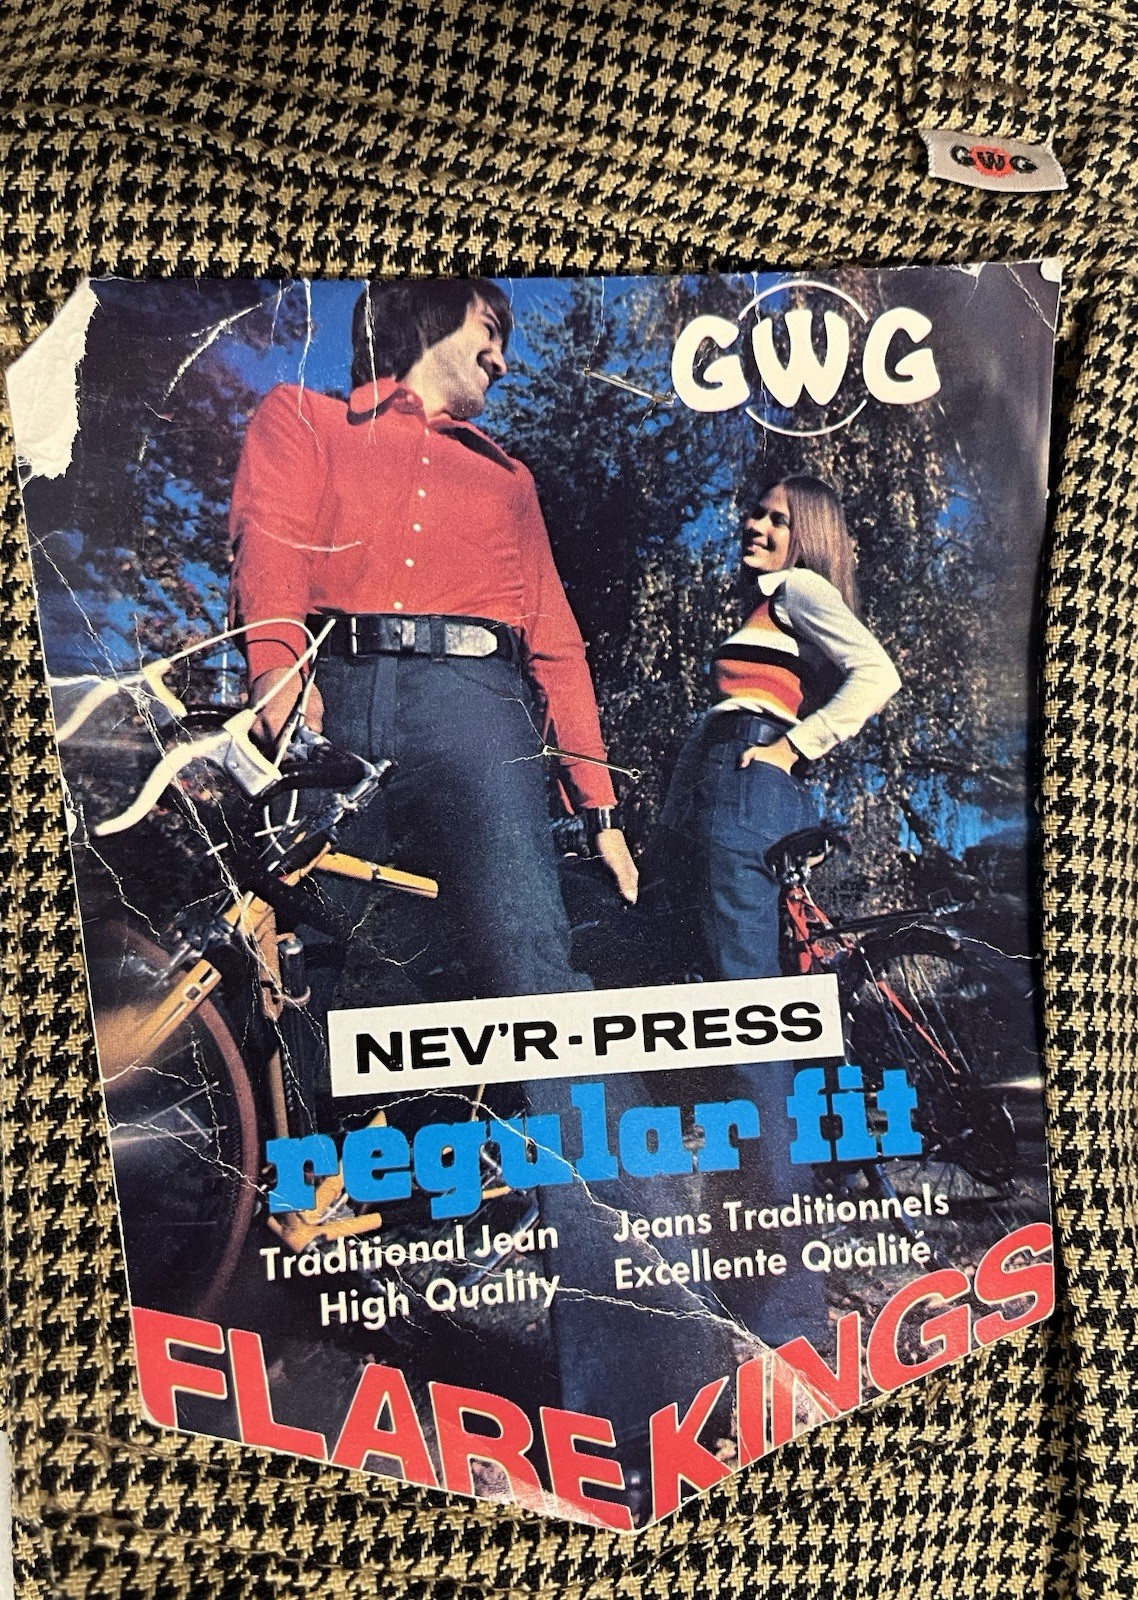 GWG
GWG
NEV'R-PRESS
regular fit
Traditional Jean
High Quality
Jeans Traditionnels
Excellente Qualité
FLARE KINGS